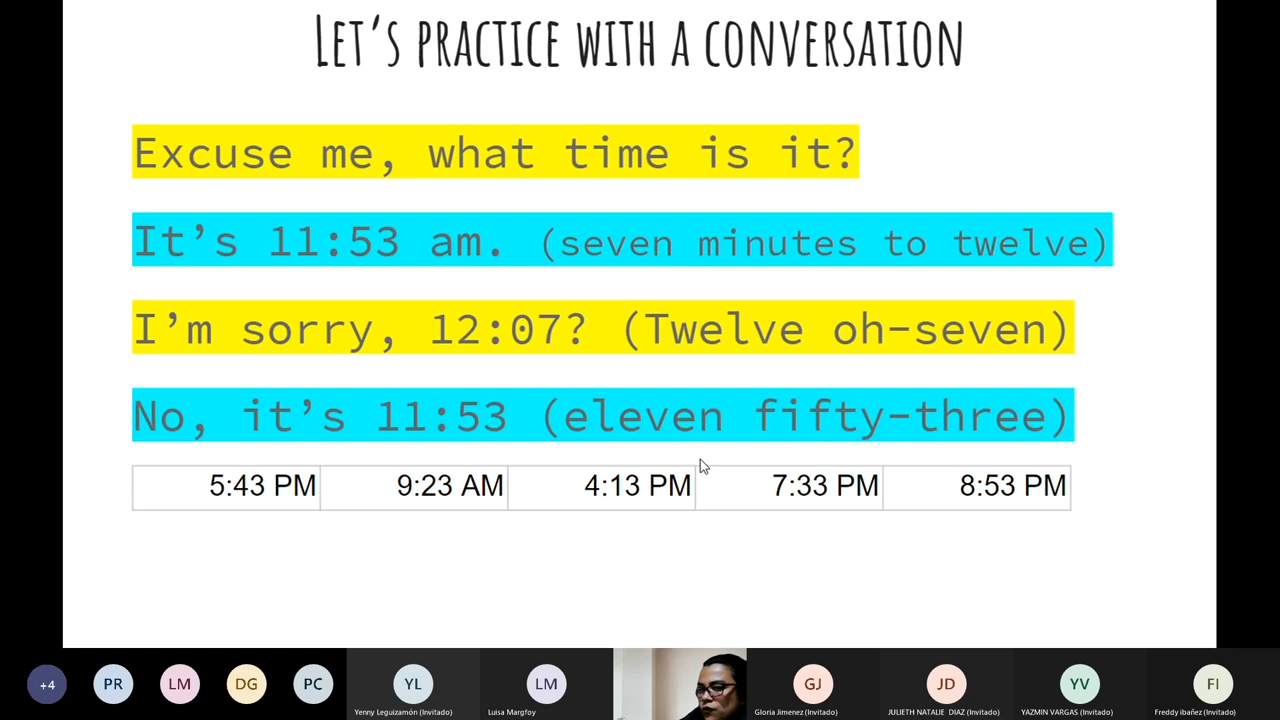 Let's practice with a conversation
Excuse me, what time is it?
It's 11:53 am. (seven minutes to twelve)
I'm sorry, 12:07? (Twelve oh-seven)
No, it's 11:53 (eleven fifty-three)
5:43 PM 9:23 AM 4:13 PM 7:33 PM 8:53 PM
+4 PR LM DG PC YL LM GJ JD YV FI
Yenny Leguizamón (Invitado) Luisa Margfoy Gloria Jimenez (Invitado) JULIETH NATALIE DIAZ (Invitado) YAZMIN VARGAS (Invitado) Freddy ibañez (Invitado)